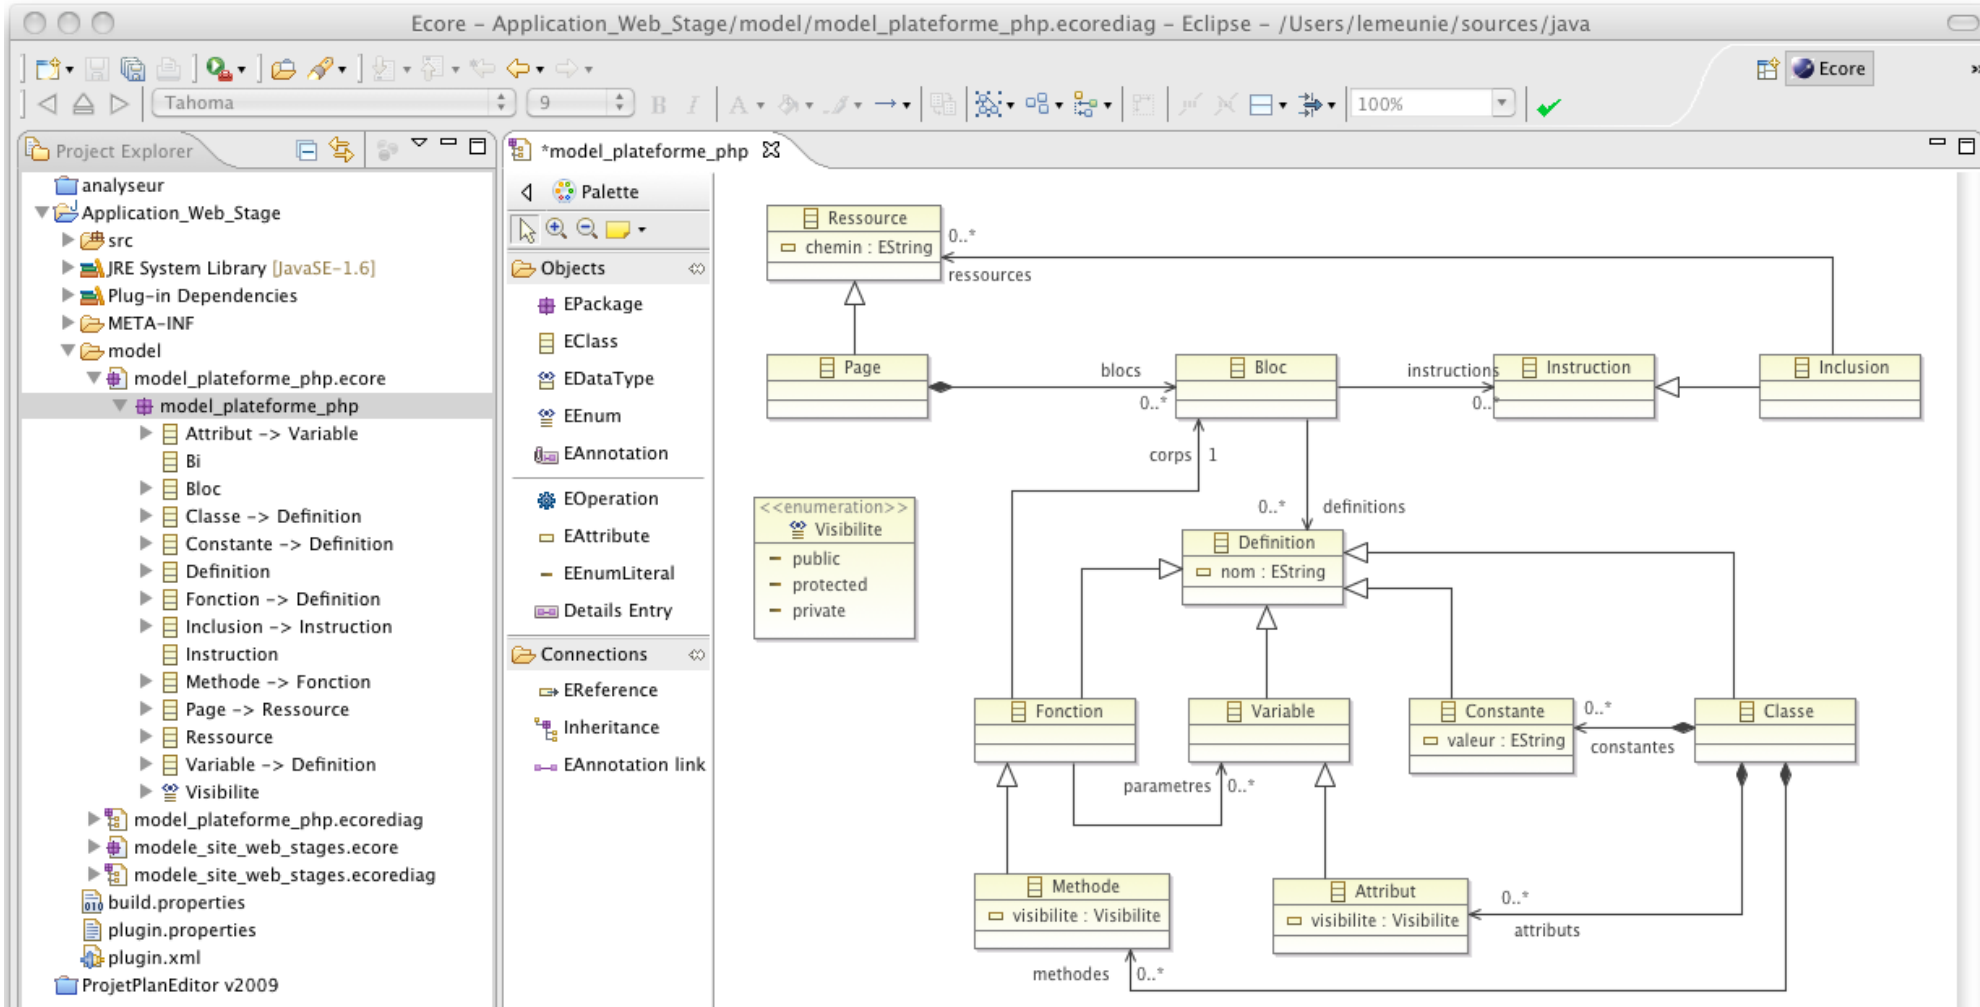 Ecore – Application_Web_Stage/model/model_plateforme_php.ecorediag – Eclipse – /Users/lemeunie/sources/java
Ecore
Tahoma
9
B
I
A
100%
Project Explorer
analyseur
Application_Web_Stage
src
JRE System Library [JavaSE-1.6]
Plug-in Dependencies
META-INF
model
model_plateforme_php.ecore
model_plateforme_php
Attribut -> Variable
Bi
Bloc
Classe -> Definition
Constante -> Definition
Definition
Fonction -> Definition
Inclusion -> Instruction
Instruction
Methode -> Fonction
Page -> Ressource
Ressource
Variable -> Definition
Visibilite
model_plateforme_php.ecorediag
modele_site_web_stages.ecore
modele_site_web_stages.ecorediag
build.properties
plugin.properties
plugin.xml
ProjetPlanEditor v2009
*model_plateforme_php
Palette
Objects
EPackage
EClass
EDataType
EEnum
EAnnotation
EOperation
EAttribute
EEnumLiteral
Details Entry
Connections
EReference
Inheritance
EAnnotation link
Ressource
chemin : EString
0..*
ressources
Page
blocs
0..*
Bloc
instructions
0..*
Instruction
Inclusion
corps
1
0..*
definitions
<<enumeration>>
Visibilite
public
protected
private
Definition
nom : EString
Fonction
Variable
Constante
valeur : EString
0..*
constantes
Classe
parametres
0..*
Methode
visibilite : Visibilite
Attribut
visibilite : Visibilite
0..*
attributs
methodes
0..*